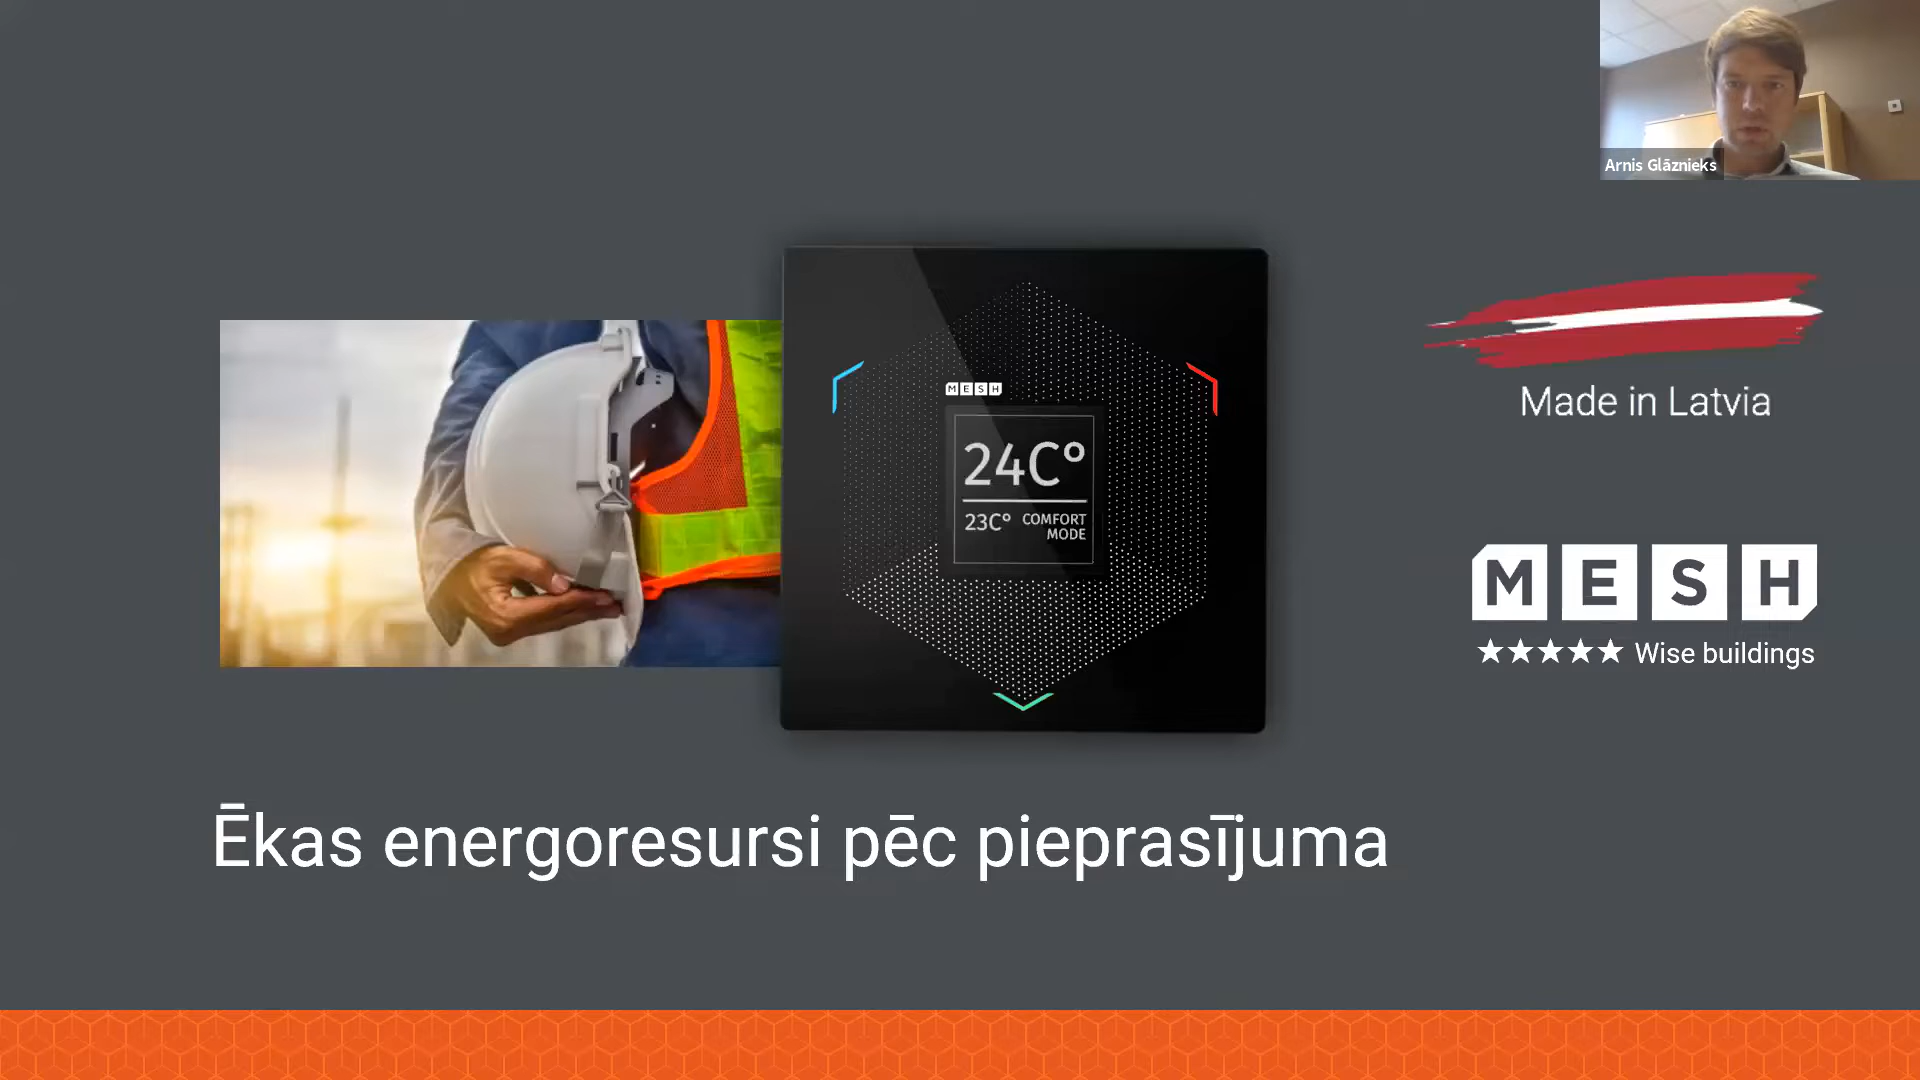 Arnis Glāznieks
MESH
24C°
23C° COMFORT
MODE
Made in Latvia
MESH
★★★★★ Wise buildings
Ēkas energoresursi pēc pieprasījuma